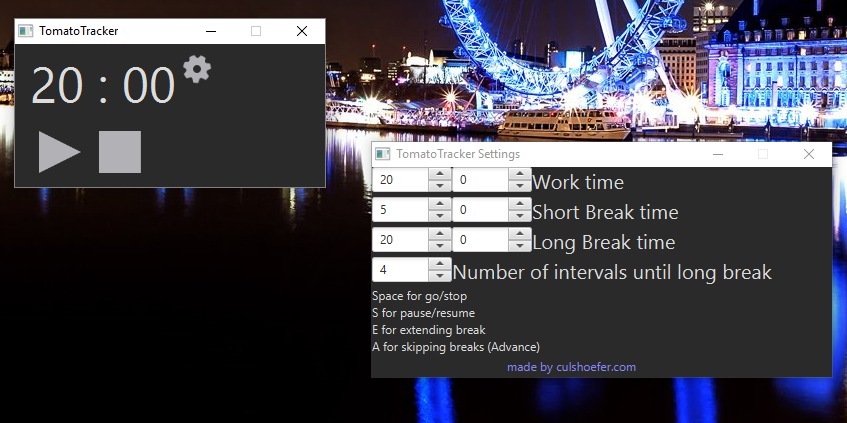 TomatoTracker
20 : 00
TomatoTracker Settings
20 0 Work time
5 0 Short Break time
20 0 Long Break time
4 Number of intervals until long break
Space for go/stop
S for pause/resume
E for extending break
A for skipping breaks (Advance)
made by culshoefer.com